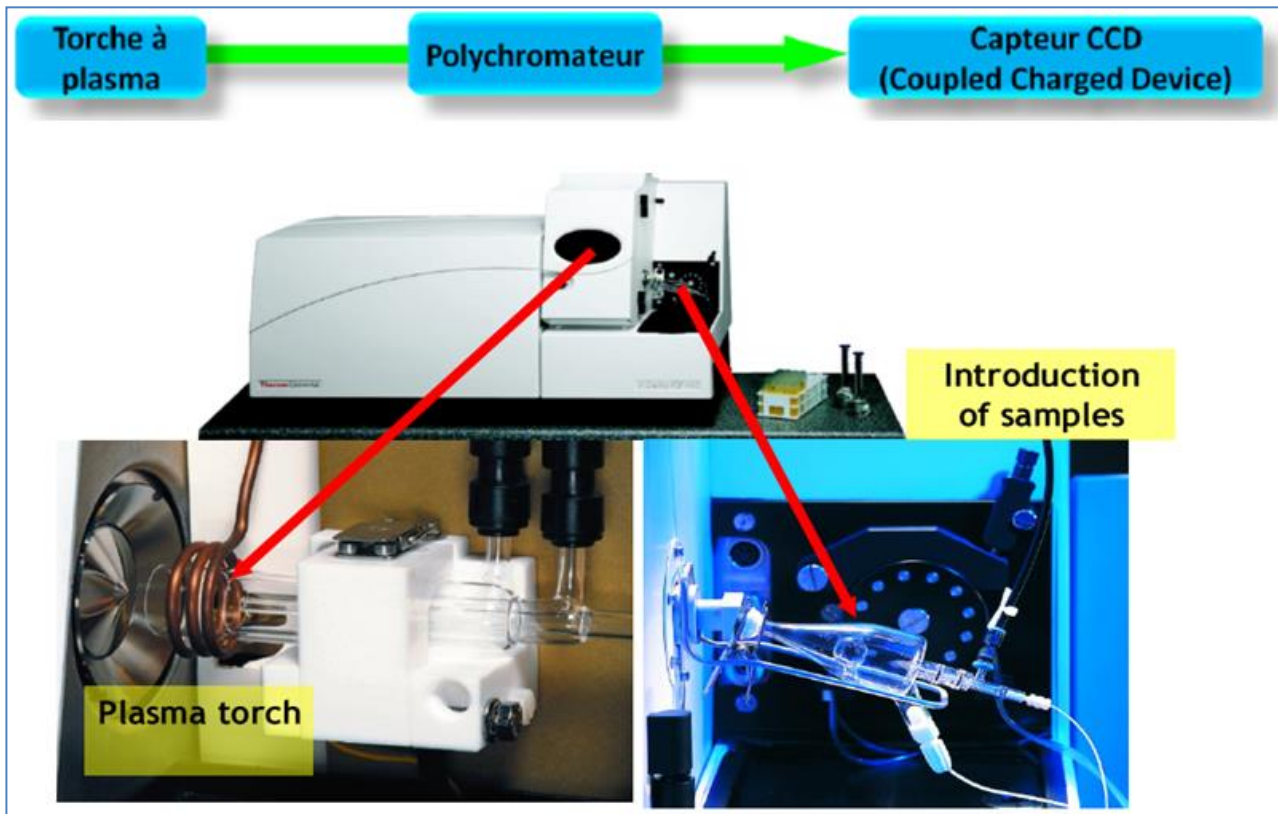 Torche à
plasma
Polychromateur
Capteur CCD
(Coupled Charged Device)
Introduction
of samples
Plasma torch